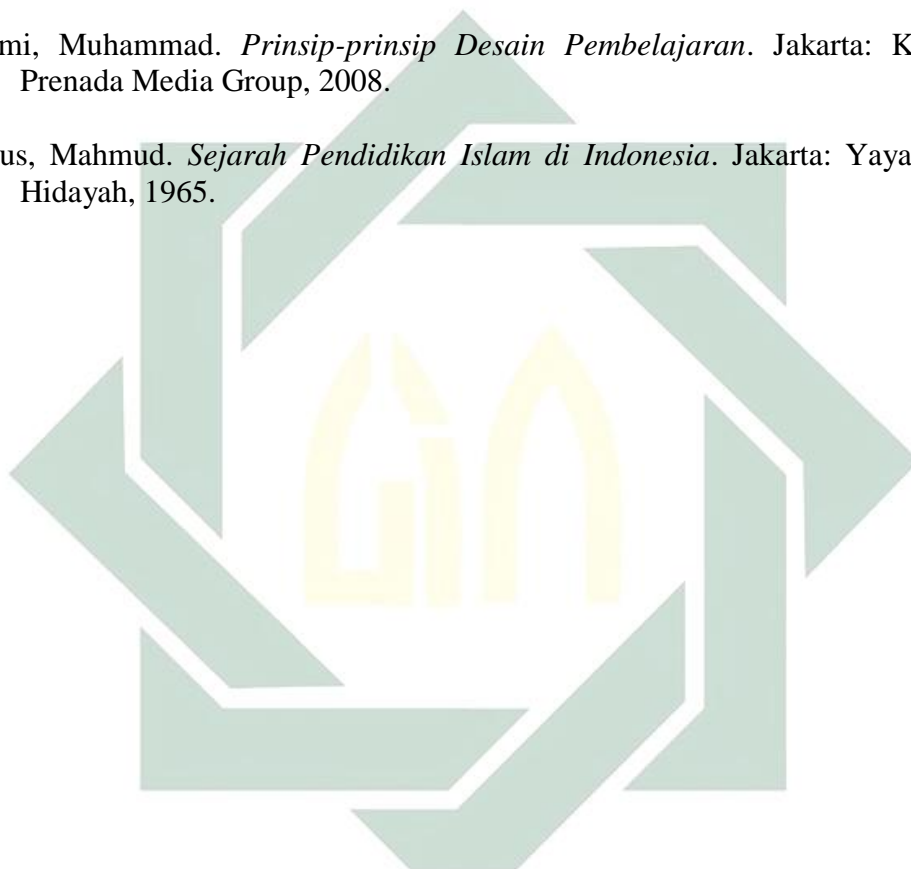 mi, Muhammad. Prinsip-prinsip Desain Pembelajaran. Jakarta: K
Prenada Media Group, 2008.
us, Mahmud. Sejarah Pendidikan Islam di Indonesia. Jakarta: Yaya
Hidayah, 1965.